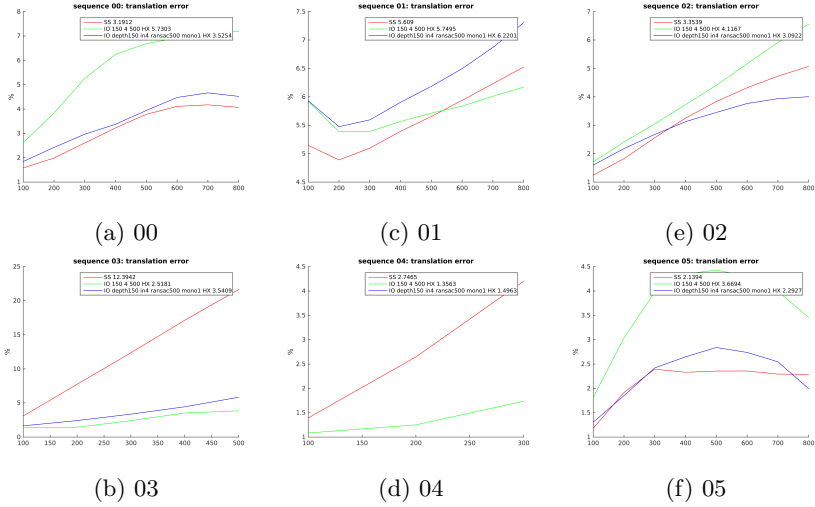 sequence 00: translation error
SS 3.1912
IO 150 4 500 HX 5.7303
IO depth150 in4 ransac500 mono1 HX 3.5254
%
8
7
6
5
4
3
2
1
100 200 300 400 500 600 700 800
(a) 00
sequence 01: translation error
SS 5.609
IO 150 4 500 HX 5.7495
IO depth150 in4 ransac500 mono1 HX 6.2201
%
7.5
7
6.5
6
5.5
5
4.5
100 200 300 400 500 600 700 800
(c) 01
sequence 02: translation error
SS 3.3539
IO 150 4 500 HX 4.1167
IO depth150 in4 ransac500 mono1 HX 3.0922
%
7
6
5
4
3
2
1
100 200 300 400 500 600 700 800
(e) 02
sequence 03: translation error
SS 12.3942
IO 150 4 500 HX 2.5181
IO depth150 in4 ransac500 mono1 HX 3.5409
%
25
20
15
10
5
0
100 150 200 250 300 350 400 450 500
(b) 03
sequence 04: translation error
SS 2.7465
IO 150 4 500 HX 1.3563
IO depth150 in4 ransac500 mono1 HX 1.4963
%
4.5
4
3.5
3
2.5
2
1.5
1
100 150 200 250 300
(d) 04
sequence 05: translation error
SS 2.1394
IO 150 4 500 HX 3.6694
IO depth150 in4 ransac500 mono1 HX 2.2927
%
4.5
4
3.5
3
2.5
2
1.5
1
100 200 300 400 500 600 700 800
(f) 05